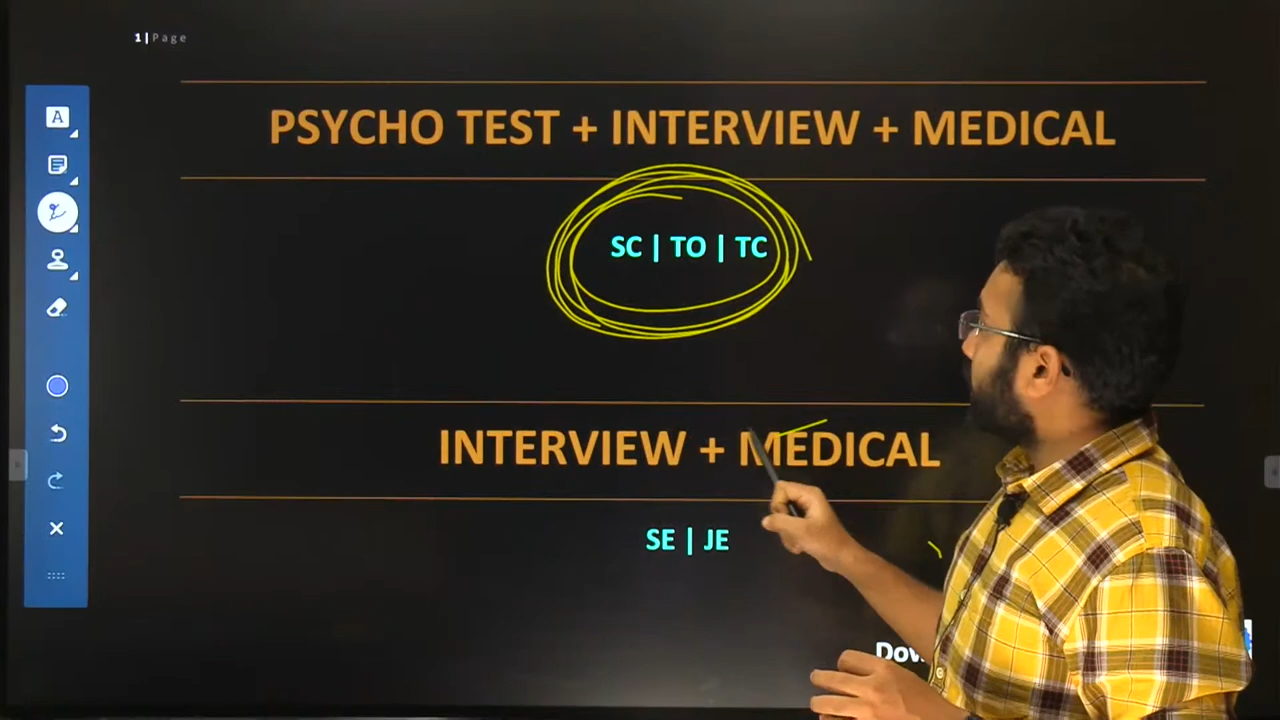 1 | Page
PSYCHO TEST + INTERVIEW + MEDICAL
SC | TO | TC
INTERVIEW + MEDICAL
SE | JE